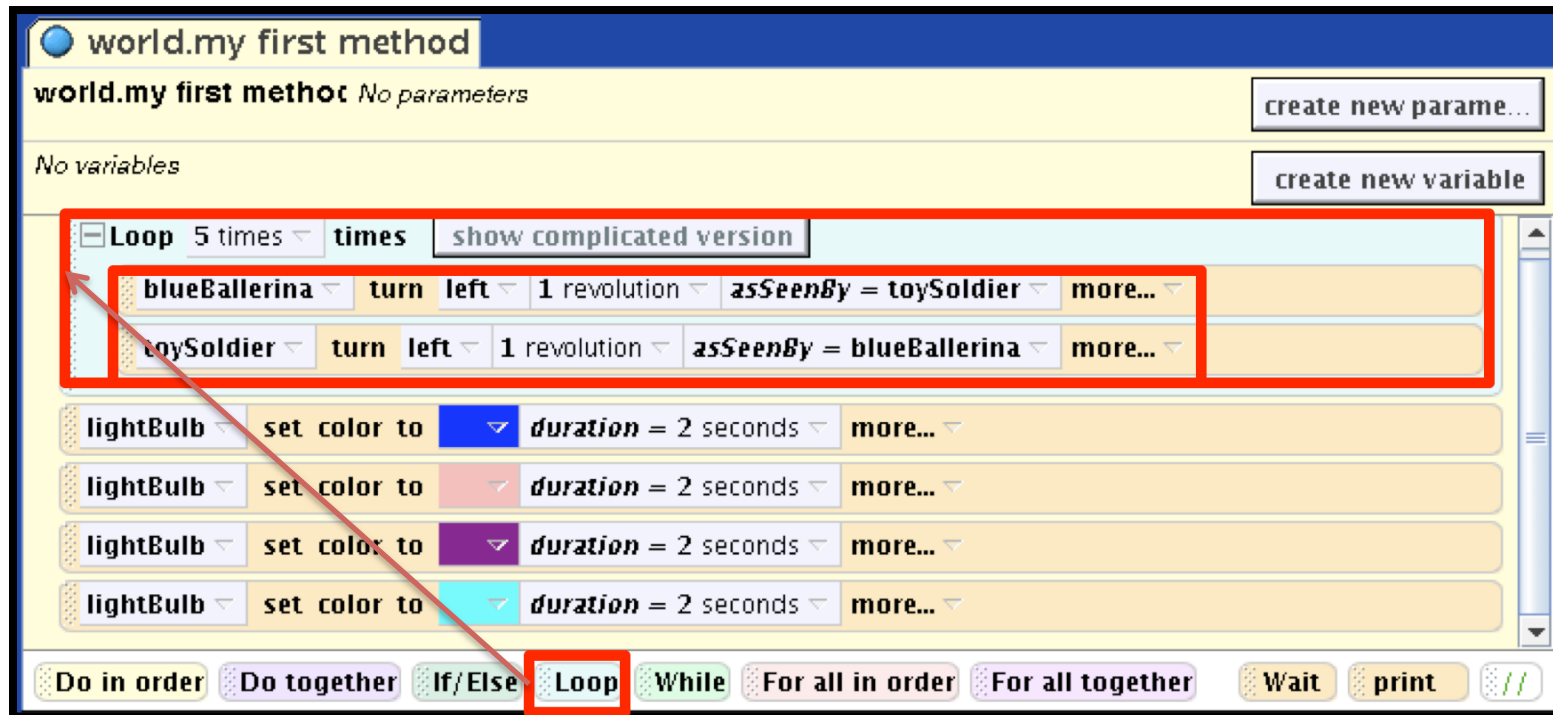 world.my first method
world.my first methoc No parameters
create new parame...
No variables
create new variable
Loop 5 times times show complicated version
blueBallerina turn left 1 revolution asSeenBy = toySoldier more...
toySoldier turn left 1 revolution asSeenBy = blueBallerina more...
lightBulb set color to duration = 2 seconds more...
lightBulb set color to duration = 2 seconds more...
lightBulb set color to duration = 2 seconds more...
lightBulb set color to duration = 2 seconds more...
Do in order Do together If/Else Loop While For all in order For all together Wait print //